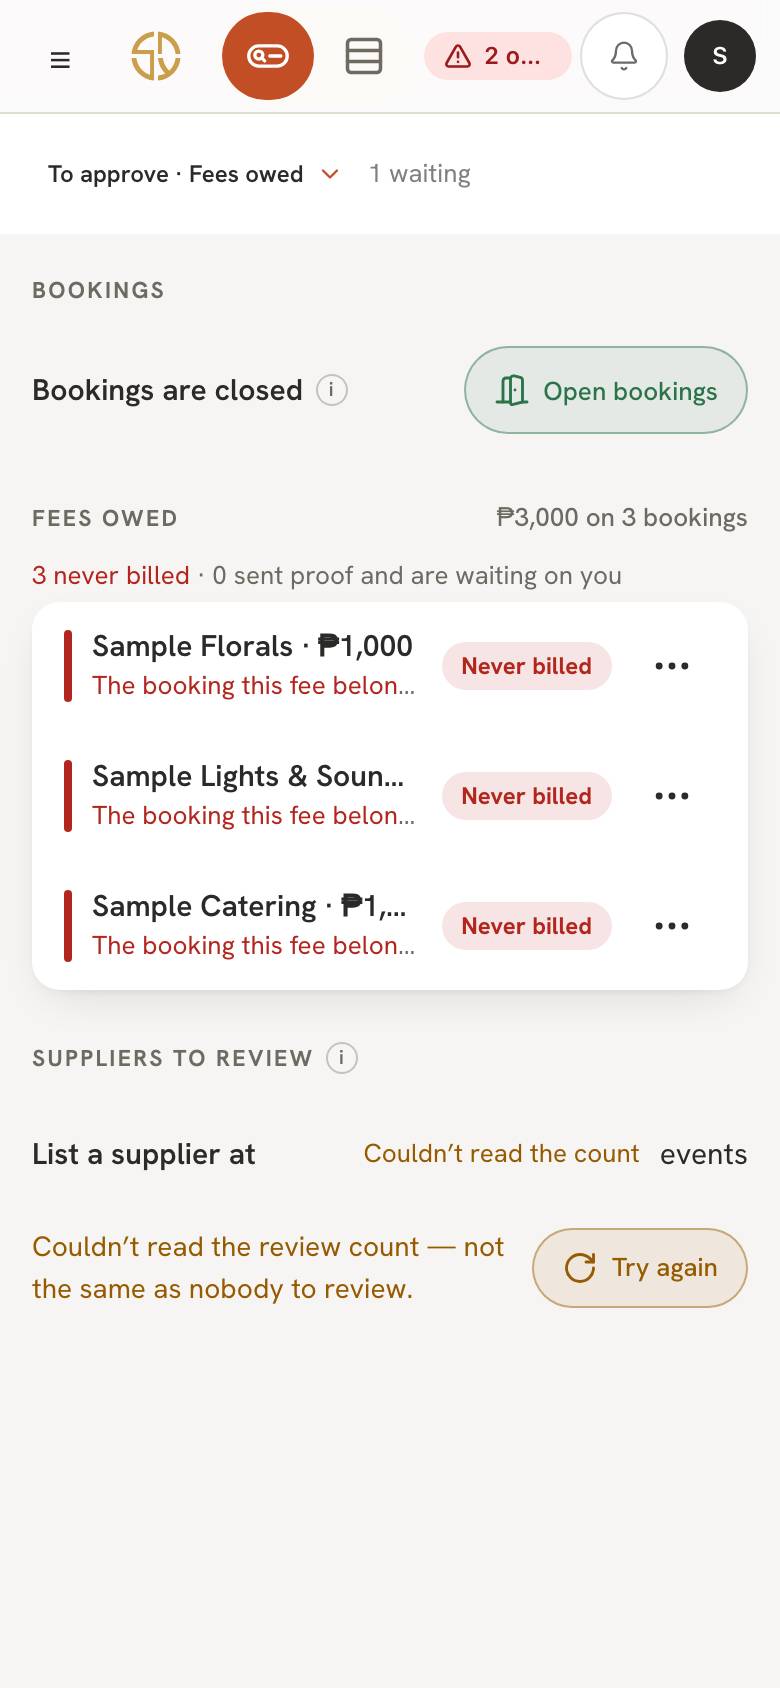 2 o...
S
To approve · Fees owed
1 waiting
BOOKINGS
Bookings are closed
i
Open bookings
FEES OWED
₱3,000 on 3 bookings
3 never billed · 0 sent proof and are waiting on you
Sample Florals · ₱1,000
The booking this fee belon...
Never billed
Sample Lights & Soun...
The booking this fee belon...
Never billed
Sample Catering · ₱1,...
The booking this fee belon...
Never billed
SUPPLIERS TO REVIEW
i
List a supplier at
Couldn’t read the count
events
Couldn’t read the review count — not
the same as nobody to review.
Try again